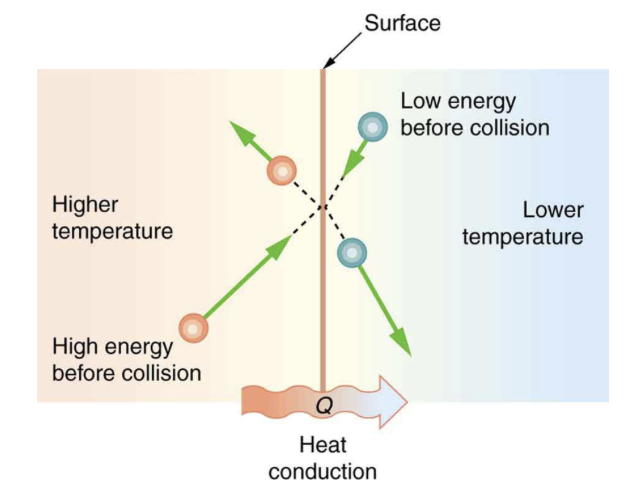 Surface
Low energy
before collision
Higher
temperature
Lower
temperature
High energy
before collision
Q
Heat
conduction